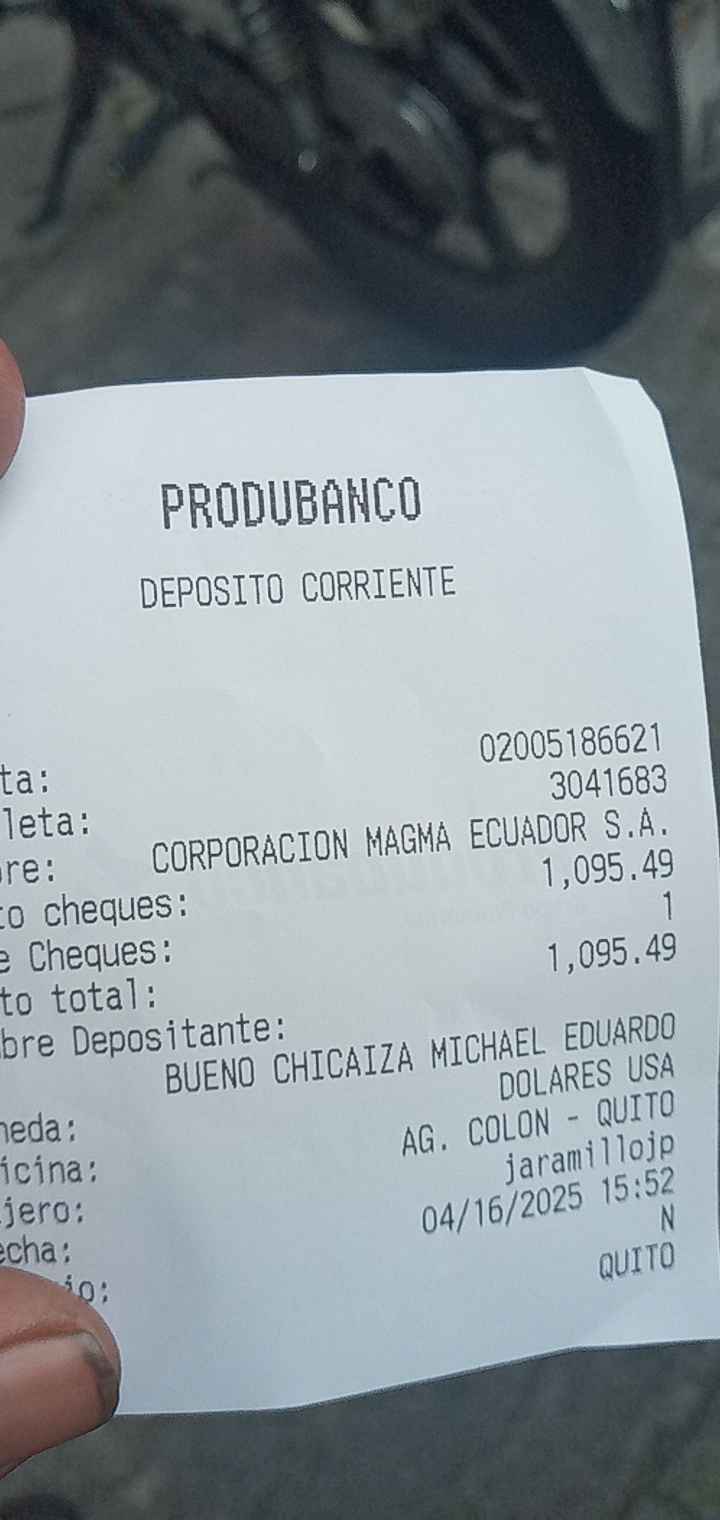 PRODUBANCO
DEPOSITO CORRIENTE
ta: 02005186621
leta: 3041683
re: CORPORACION MAGMA ECUADOR S.A.
to cheques: 1,095.49
e Cheques: 1
to total: 1,095.49
bre Depositante:
BUENO CHICAIZA MICHAEL EDUARDO
neda: DOLARES USA
icina: AG. COLON - QUITO
jero: jaramillojp
echa: 04/16/2025 15:52
io: N
QUITO